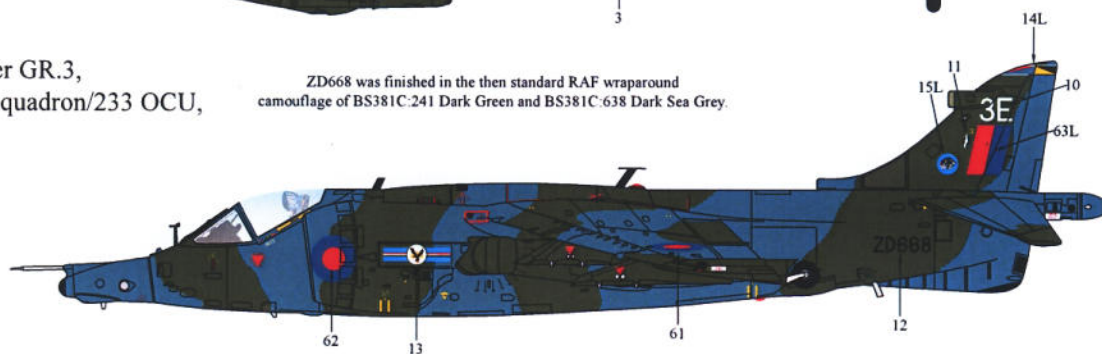 3
14L
er GR.3,
quadron/233 OCU,
ZD668 was finished in the then standard RAF wraparound
camouflage of BS381C:241 Dark Green and BS381C:638 Dark Sea Grey.
11
10
15L
3E
63L
ZD668
62
13
61
12